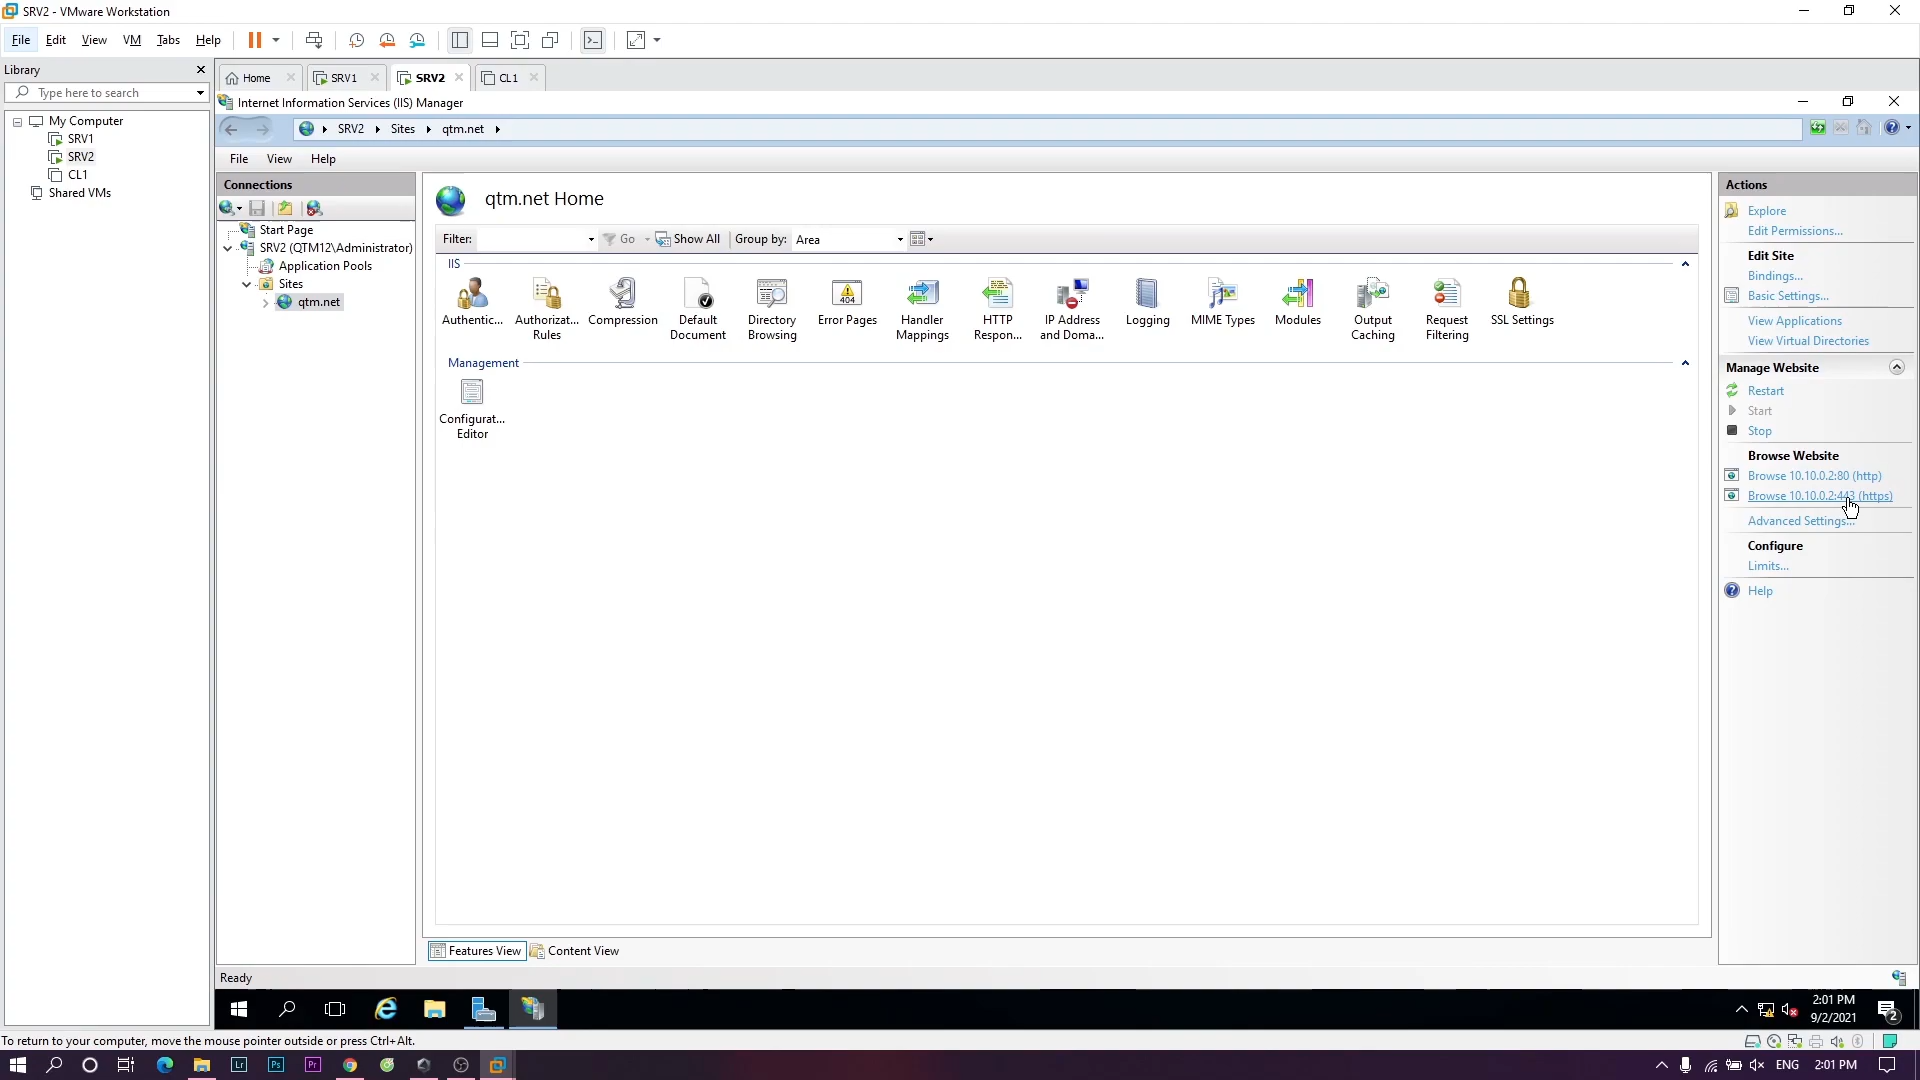 SRV2 - VMware Workstation
File Edit View VM Tabs Help
Library
Type here to search
My Computer
SRV1
SRV2
CL1
Shared VMs
Home SRV1 SRV2 CL1
Internet Information Services (IIS) Manager
SRV2 Sites qtm.net
File View Help
Connections
Start Page
SRV2 (QTM12\Administrator)
Application Pools
Sites
qtm.net
qtm.net Home
Filter: Go Show All Group by: Area
IIS
Authentic...
Authorizat... Rules
Compression
Default Document
Directory Browsing
Error Pages
404
Handler Mappings
HTTP Respon...
IP Address and Doma...
Logging
MIME Types
Modules
Output Caching
Request Filtering
SSL Settings
Management
Configurat... Editor
Features View Content View
Ready
Actions
Explore
Edit Permissions...
Edit Site
Bindings...
Basic Settings...
View Applications
View Virtual Directories
Manage Website
Restart
Start
Stop
Browse Website
Browse 10.10.0.2:80 (http)
Browse 10.10.0.2:443 (https)
Advanced Settings...
Configure
Limits...
Help
2:01 PM
9/2/2021
2
To return to your computer, move the mouse pointer outside or press Ctrl+Alt.
Lr Ps Pr
ENG 2:01 PM